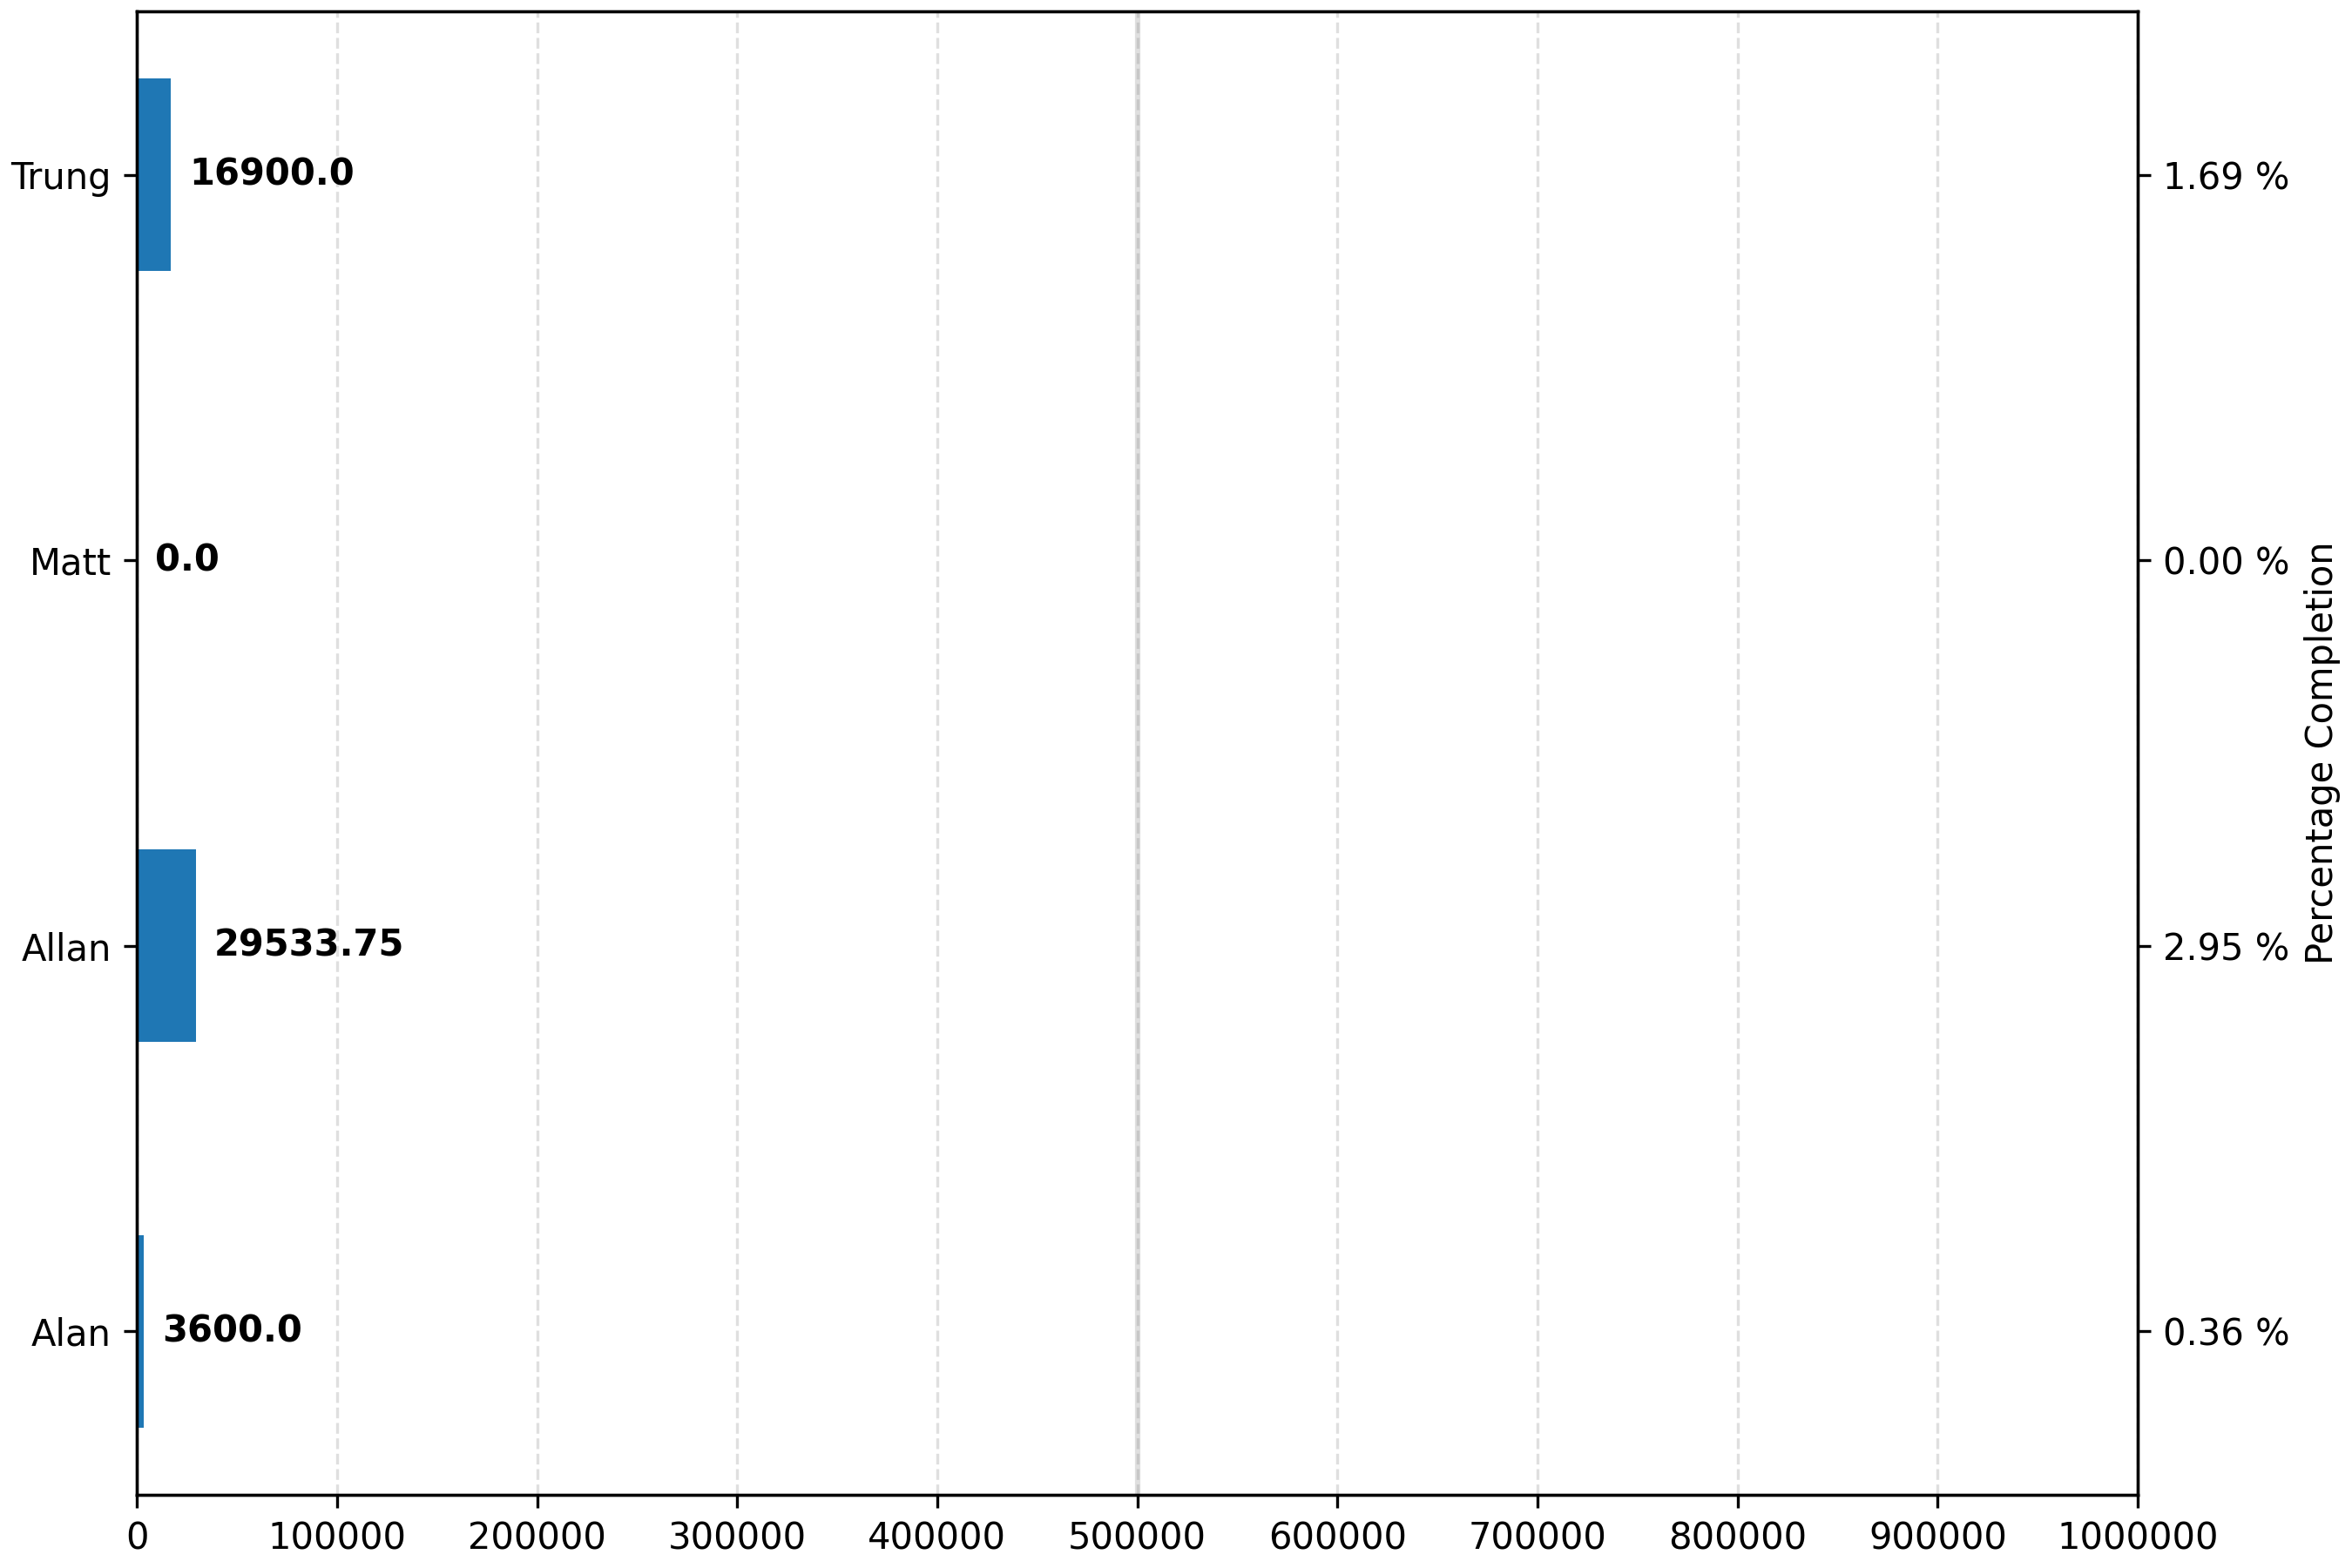 Trung 16900.0 1.69 %
Matt 0.0 0.00 %
Allan 29533.75 2.95 %
Alan 3600.0 0.36 %
Percentage Completion
0 100000 200000 300000 400000 500000 600000 700000 800000 900000 1000000